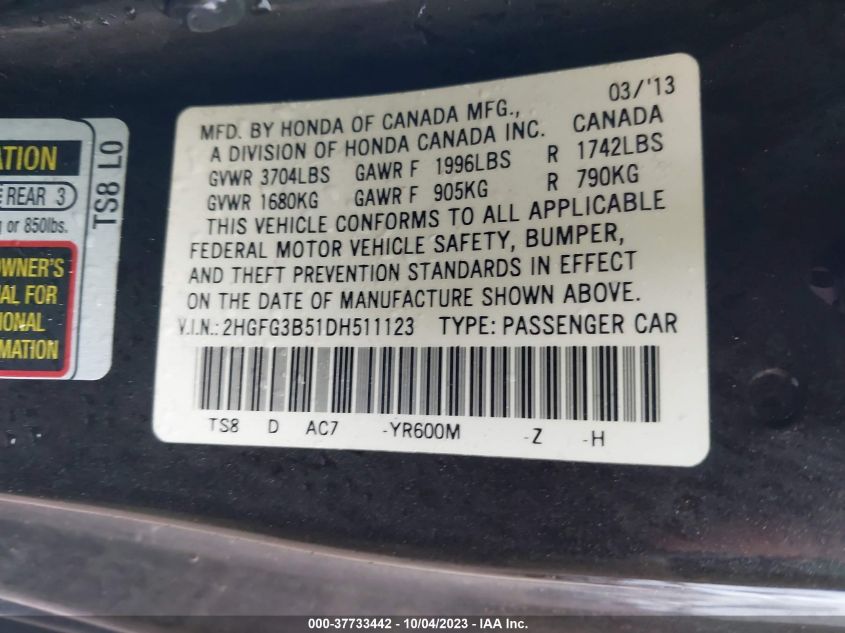 03/'13
MFD. BY HONDA OF CANADA MFG., CANADA
A DIVISION OF HONDA CANADA INC.
GVWR 3704LBS GAWR F 1996LBS R 1742LBS
GVWR 1680KG GAWR F 905KG R 790KG
THIS VEHICLE CONFORMS TO ALL APPLICABLE
FEDERAL MOTOR VEHICLE SAFETY, BUMPER,
AND THEFT PREVENTION STANDARDS IN EFFECT
ON THE DATE OF MANUFACTURE SHOWN ABOVE.
V.I.N.: 2HGFG3B51DH511123 TYPE: PASSENGER CAR
TS8 D AC7 -YR600M -Z -H
ATION
REAR 3
or 850lbs.
OWNER'S
AL FOR
IONAL
MATION
TS8 L0
000-37733442 - 10/04/2023 - IAA Inc.